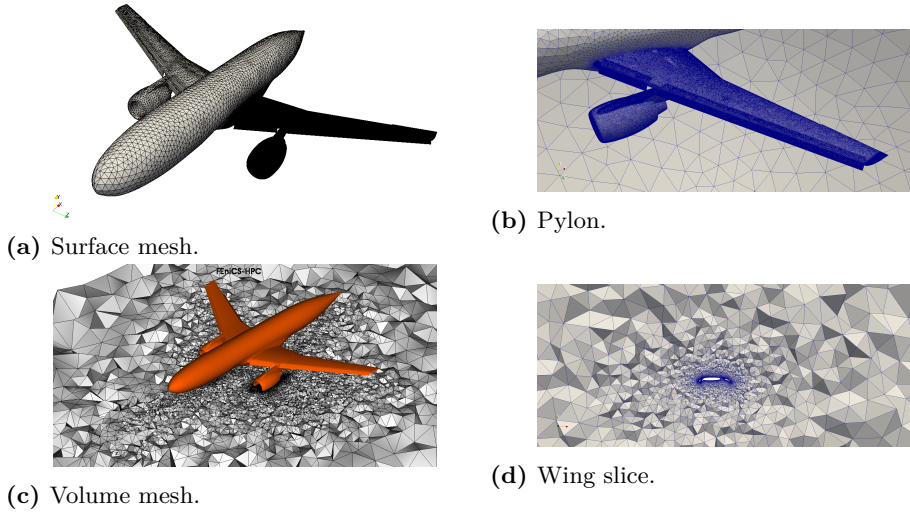 (a) Surface mesh.
(b) Pylon.
FEniCS-HPC
(c) Volume mesh.
(d) Wing slice.